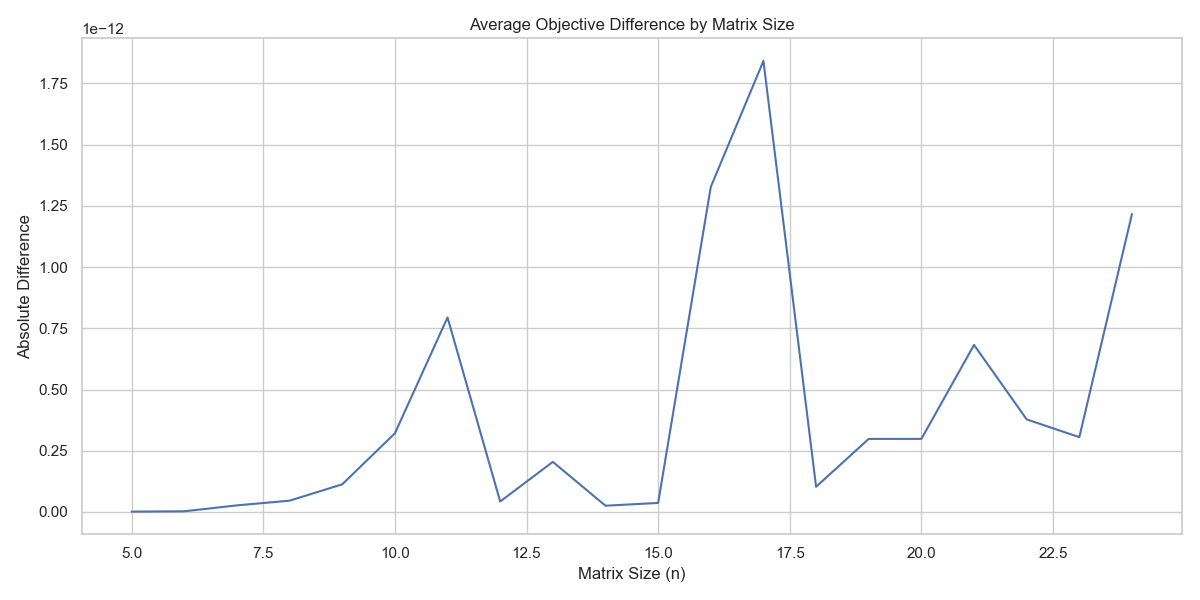 Average Objective Difference by Matrix Size
1e−12
1.75
1.50
1.25
1.00
0.75
0.50
0.25
0.00
Absolute Difference
5.0 7.5 10.0 12.5 15.0 17.5 20.0 22.5
Matrix Size (n)